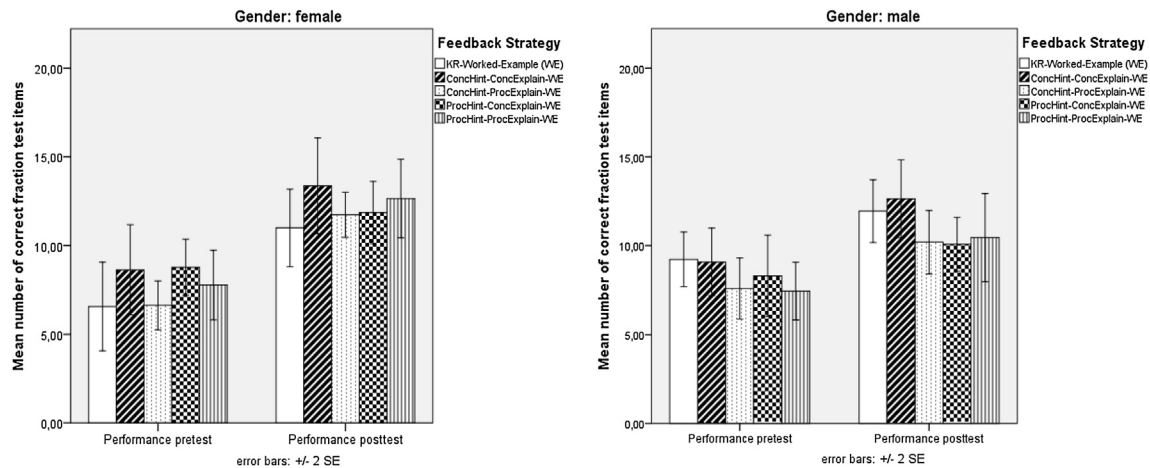 Gender: female
Feedback Strategy
KR-Worked-Example (WE)
ConcHint-ConcExplain-WE
ConcHint-ProcExplain-WE
ProcHint-ConcExplain-WE
ProcHint-ProcExplain-WE
Mean number of correct fraction test items
20,00
15,00
10,00
5,00
0,00
Performance pretest
Performance posttest
error bars: +/- 2 SE
Gender: male
Feedback Strategy
KR-Worked-Example (WE)
ConcHint-ConcExplain-WE
ConcHint-ProcExplain-WE
ProcHint-ConcExplain-WE
ProcHint-ProcExplain-WE
Mean number of correct fraction test items
20,00
15,00
10,00
5,00
0,00
Performance pretest
Performance posttest
error bars: +/- 2 SE